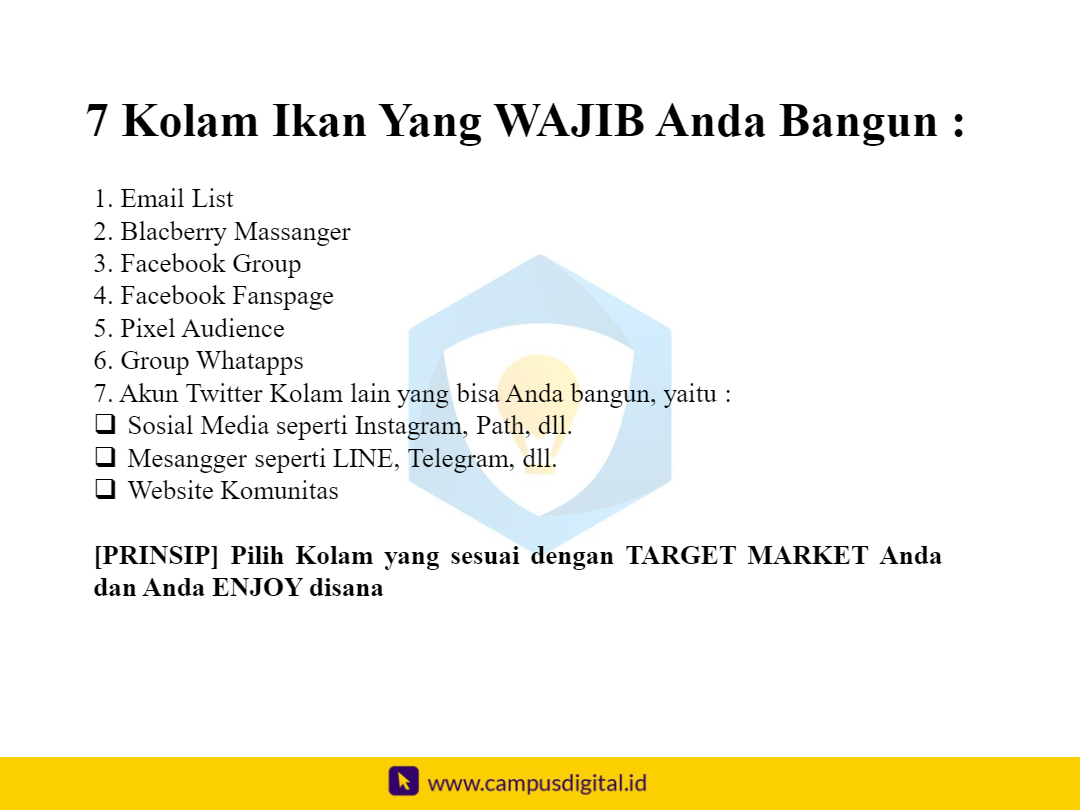 7 Kolam Ikan Yang WAJIB Anda Bangun :
1. Email List
2. Blacberry Massanger
3. Facebook Group
4. Facebook Fanspage
5. Pixel Audience
6. Group Whatapps
7. Akun Twitter Kolam lain yang bisa Anda bangun, yaitu :
❑ Sosial Media seperti Instagram, Path, dll.
❑ Mesangger seperti LINE, Telegram, dll.
❑ Website Komunitas
[PRINSIP] Pilih Kolam yang sesuai dengan TARGET MARKET Anda
dan Anda ENJOY disana
www.campusdigital.id